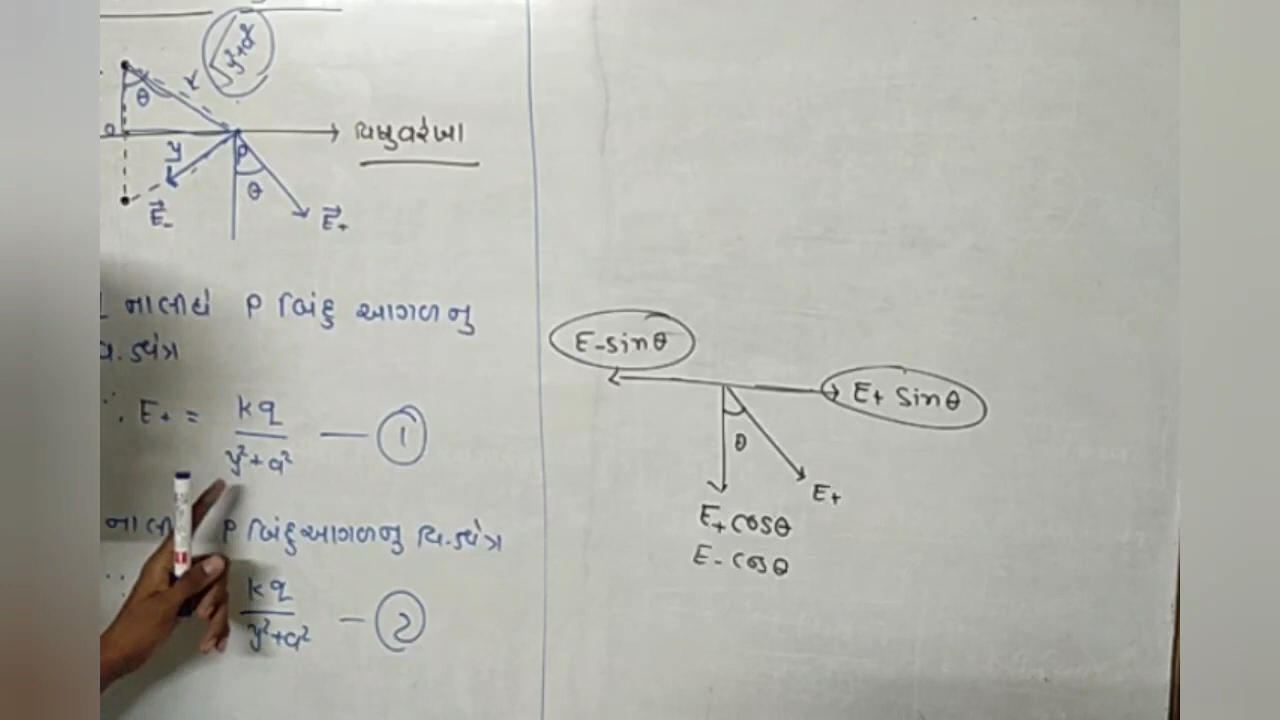 √y²+a²
r
θ
વિષુવરેખા
y
P
θ
E⃗₋
E⃗₊
ના લીધે P બિંદુ આગળનુ
વિ.ક્ષેત્ર
∴ E₊ = kq / y²+a² — ①
ના લી P બિંદુ આગળનુ વિ.ક્ષેત્ર
∴ kq / y²+a² — ②
E₋ sinθ
E₊ sinθ
θ
E₊
E₊ cosθ
E₋ cosθ